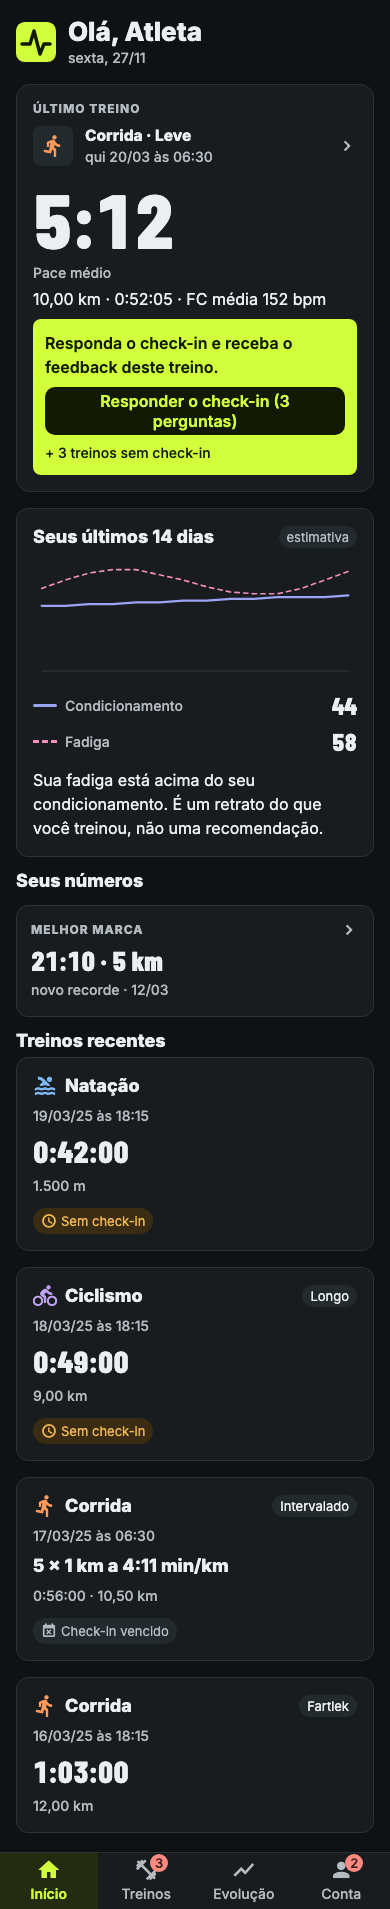 Olá, Atleta
sexta, 27/11
ÚLTIMO TREINO
Corrida · Leve
qui 20/03 às 06:30
5:12
Pace médio
10,00 km · 0:52:05 · FC média 152 bpm
Responda o check-in e receba o
feedback deste treino.
Responder o check-in (3
perguntas)
+ 3 treinos sem check-in
Seus últimos 14 dias
estimativa
Condicionamento
44
Fadiga
58
Sua fadiga está acima do seu
condicionamento. É um retrato do que
você treinou, não uma recomendação.
Seus números
MELHOR MARCA
21:10 · 5 km
novo recorde · 12/03
Treinos recentes
Natação
19/03/25 às 18:15
0:42:00
1.500 m
Sem check-in
Ciclismo
Longo
18/03/25 às 18:15
0:49:00
9,00 km
Sem check-in
Corrida
Intervalado
17/03/25 às 06:30
5 × 1 km a 4:11 min/km
0:56:00 · 10,50 km
Check-in vencido
Corrida
Fartlek
16/03/25 às 18:15
1:03:00
12,00 km
3
2
Início
Treinos
Evolução
Conta